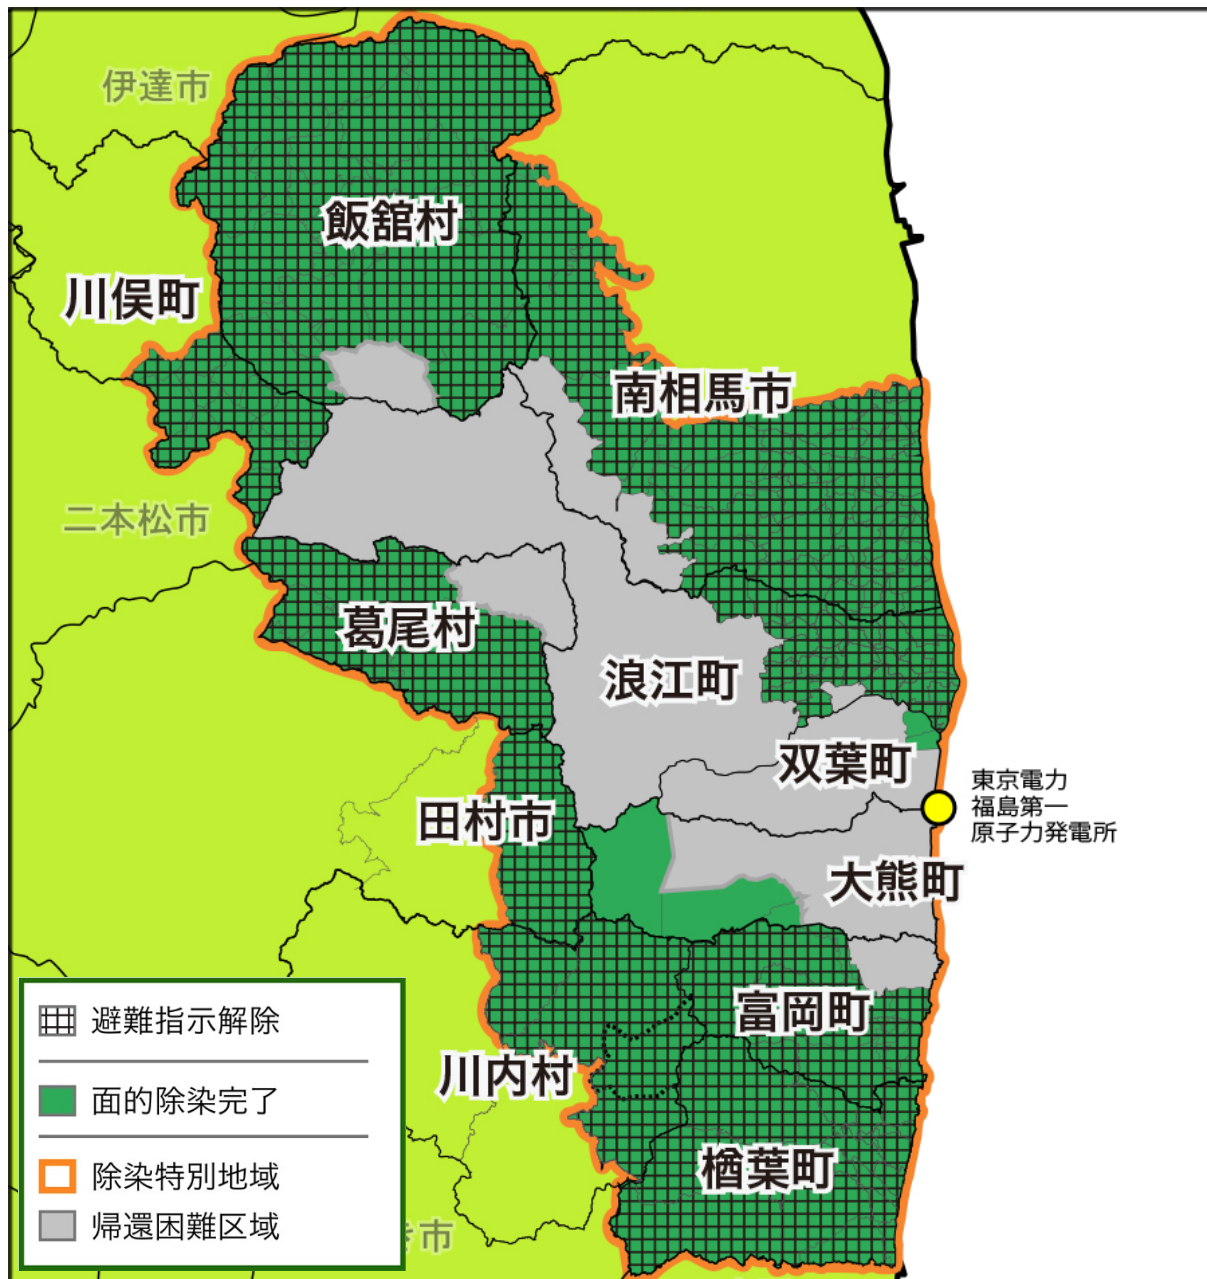 伊達市
飯舘村
川俣町
南相馬市
二本松市
葛尾村
浪江町
双葉町
東京電力
福島第一
原子力発電所
田村市
大熊町
富岡町
川内村
楢葉町
き市
避難指示解除
面的除染完了
除染特別地域
帰還困難区域